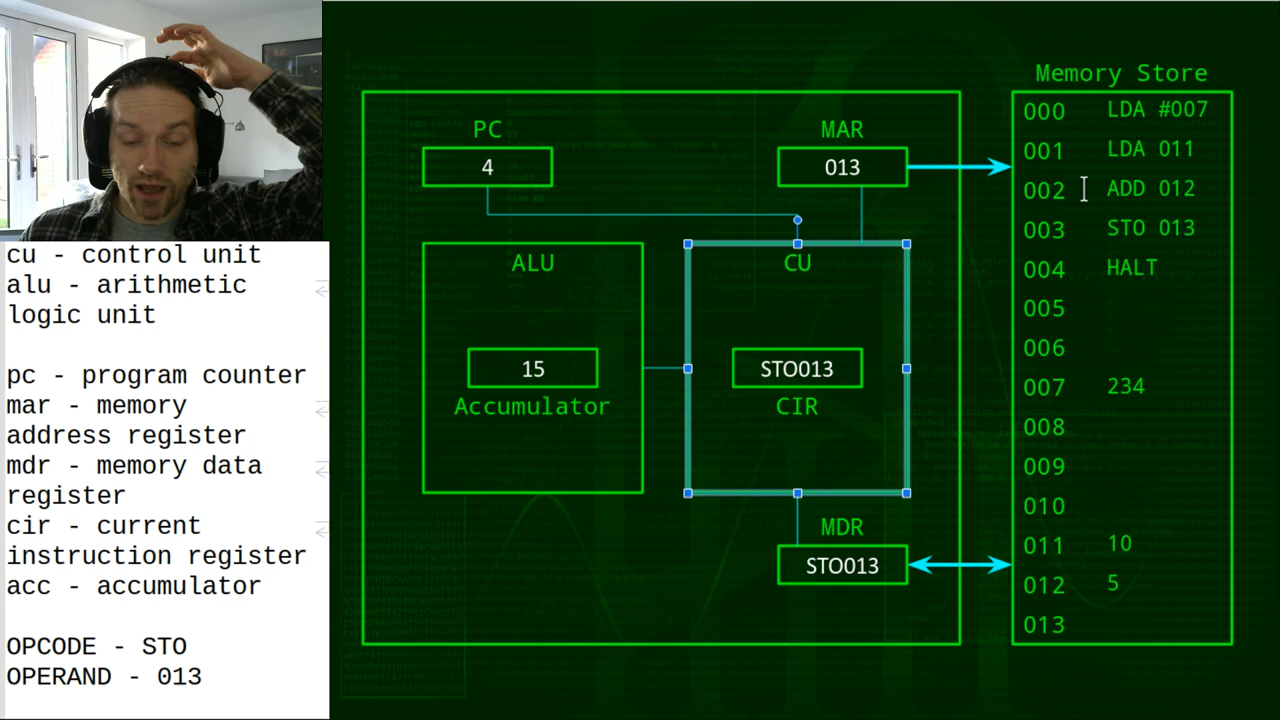 cu - control unit
alu - arithmetic
logic unit
pc - program counter
mar - memory
address register
mdr - memory data
register
cir - current
instruction register
acc - accumulator
OPCODE - STO
OPERAND - 013
PC
4
MAR
013
ALU
15
Accumulator
CU
STO013
CIR
MDR
STO013
Memory Store
000 LDA #007
001 LDA 011
002 ADD 012
003 STO 013
004 HALT
005
006
007 234
008
009
010
011 10
012 5
013